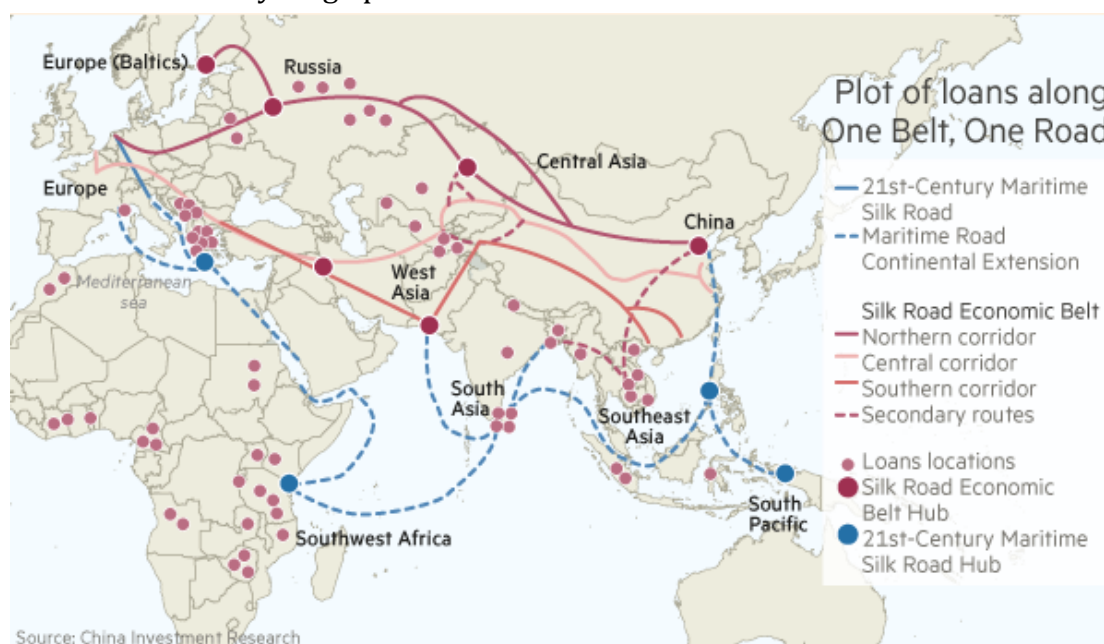 Europe (Baltics)
Russia
Plot of loans along
One Belt, One Road
Central Asia
Europe
21st-Century Maritime
Silk Road
China
Maritime Road
Continental Extension
West
Asia
Mediterranean
sea
Silk Road Economic Belt
Northern corridor
Central corridor
Southern corridor
Secondary routes
South
Asia
Southeast
Asia
Loans locations
Silk Road Economic
Belt Hub
South
Pacific
21st-Century Maritime
Silk Road Hub
Southwest Africa
Source: China Investment Research